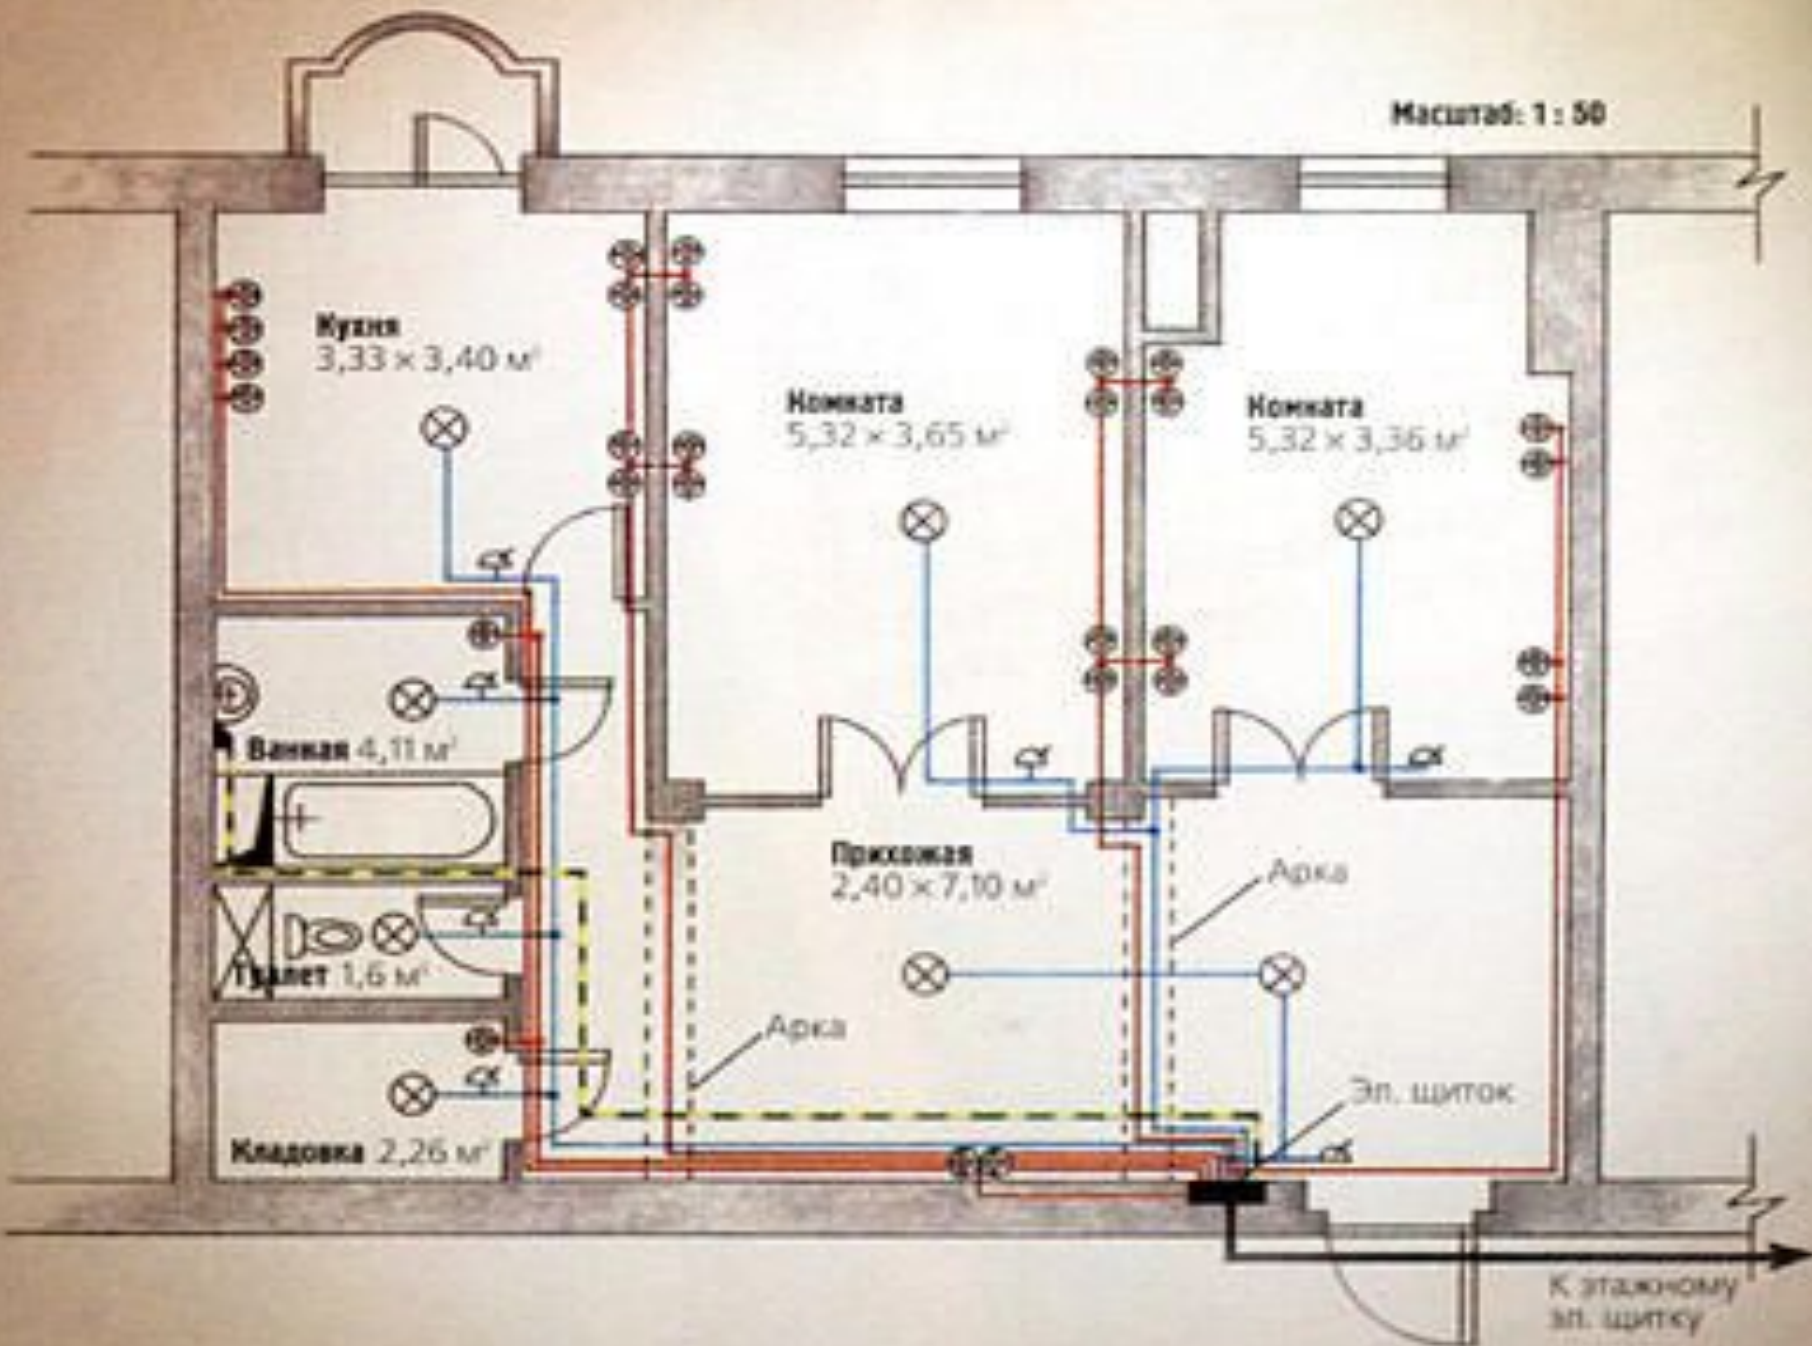 Масштаб: 1 : 50
Кухня
3,33 × 3,40 м²
Комната
5,32 × 3,65 м²
Комната
5,32 × 3,36 м²
Ванная 4,11 м²
Прихожая
2,40 × 7,10 м²
Арка
Туалет 1,6 м²
Арка
Эл. щиток
Кладовка 2,26 м²
К этажному
эл. щитку